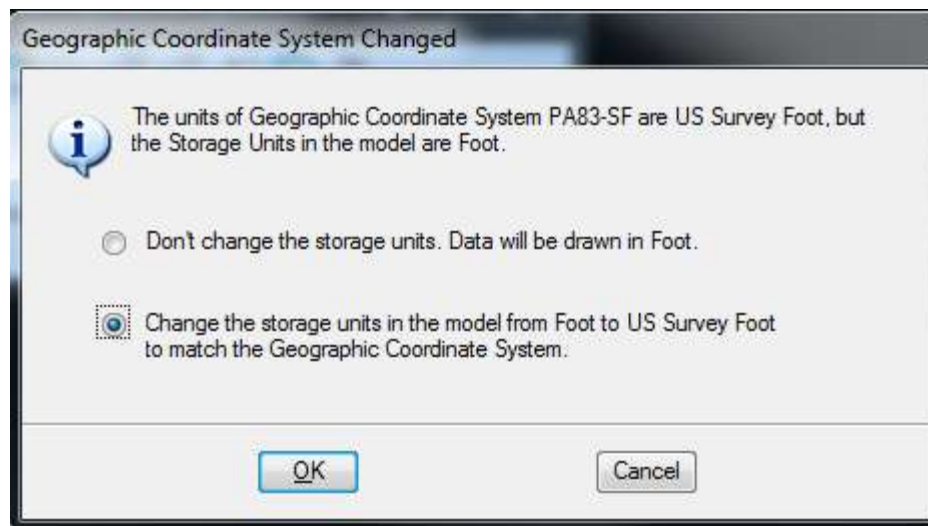 Geographic Coordinate System Changed
The units of Geographic Coordinate System PA83-SF are US Survey Foot, but
the Storage Units in the model are Foot.
Don't change the storage units. Data will be drawn in Foot.
Change the storage units in the model from Foot to US Survey Foot
to match the Geographic Coordinate System.
OK
Cancel